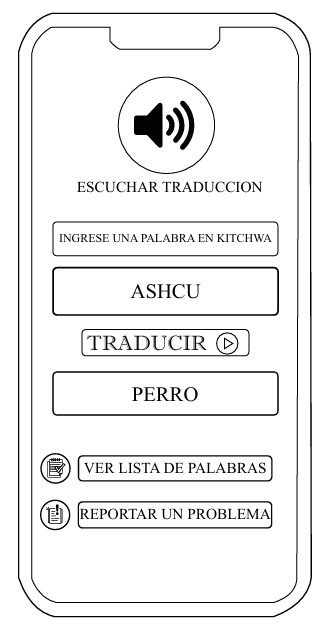 ESCUCHAR TRADUCCION
INGRESE UNA PALABRA EN KITCHWA
ASHCU
TRADUCIR
PERRO
VER LISTA DE PALABRAS
REPORTAR UN PROBLEMA